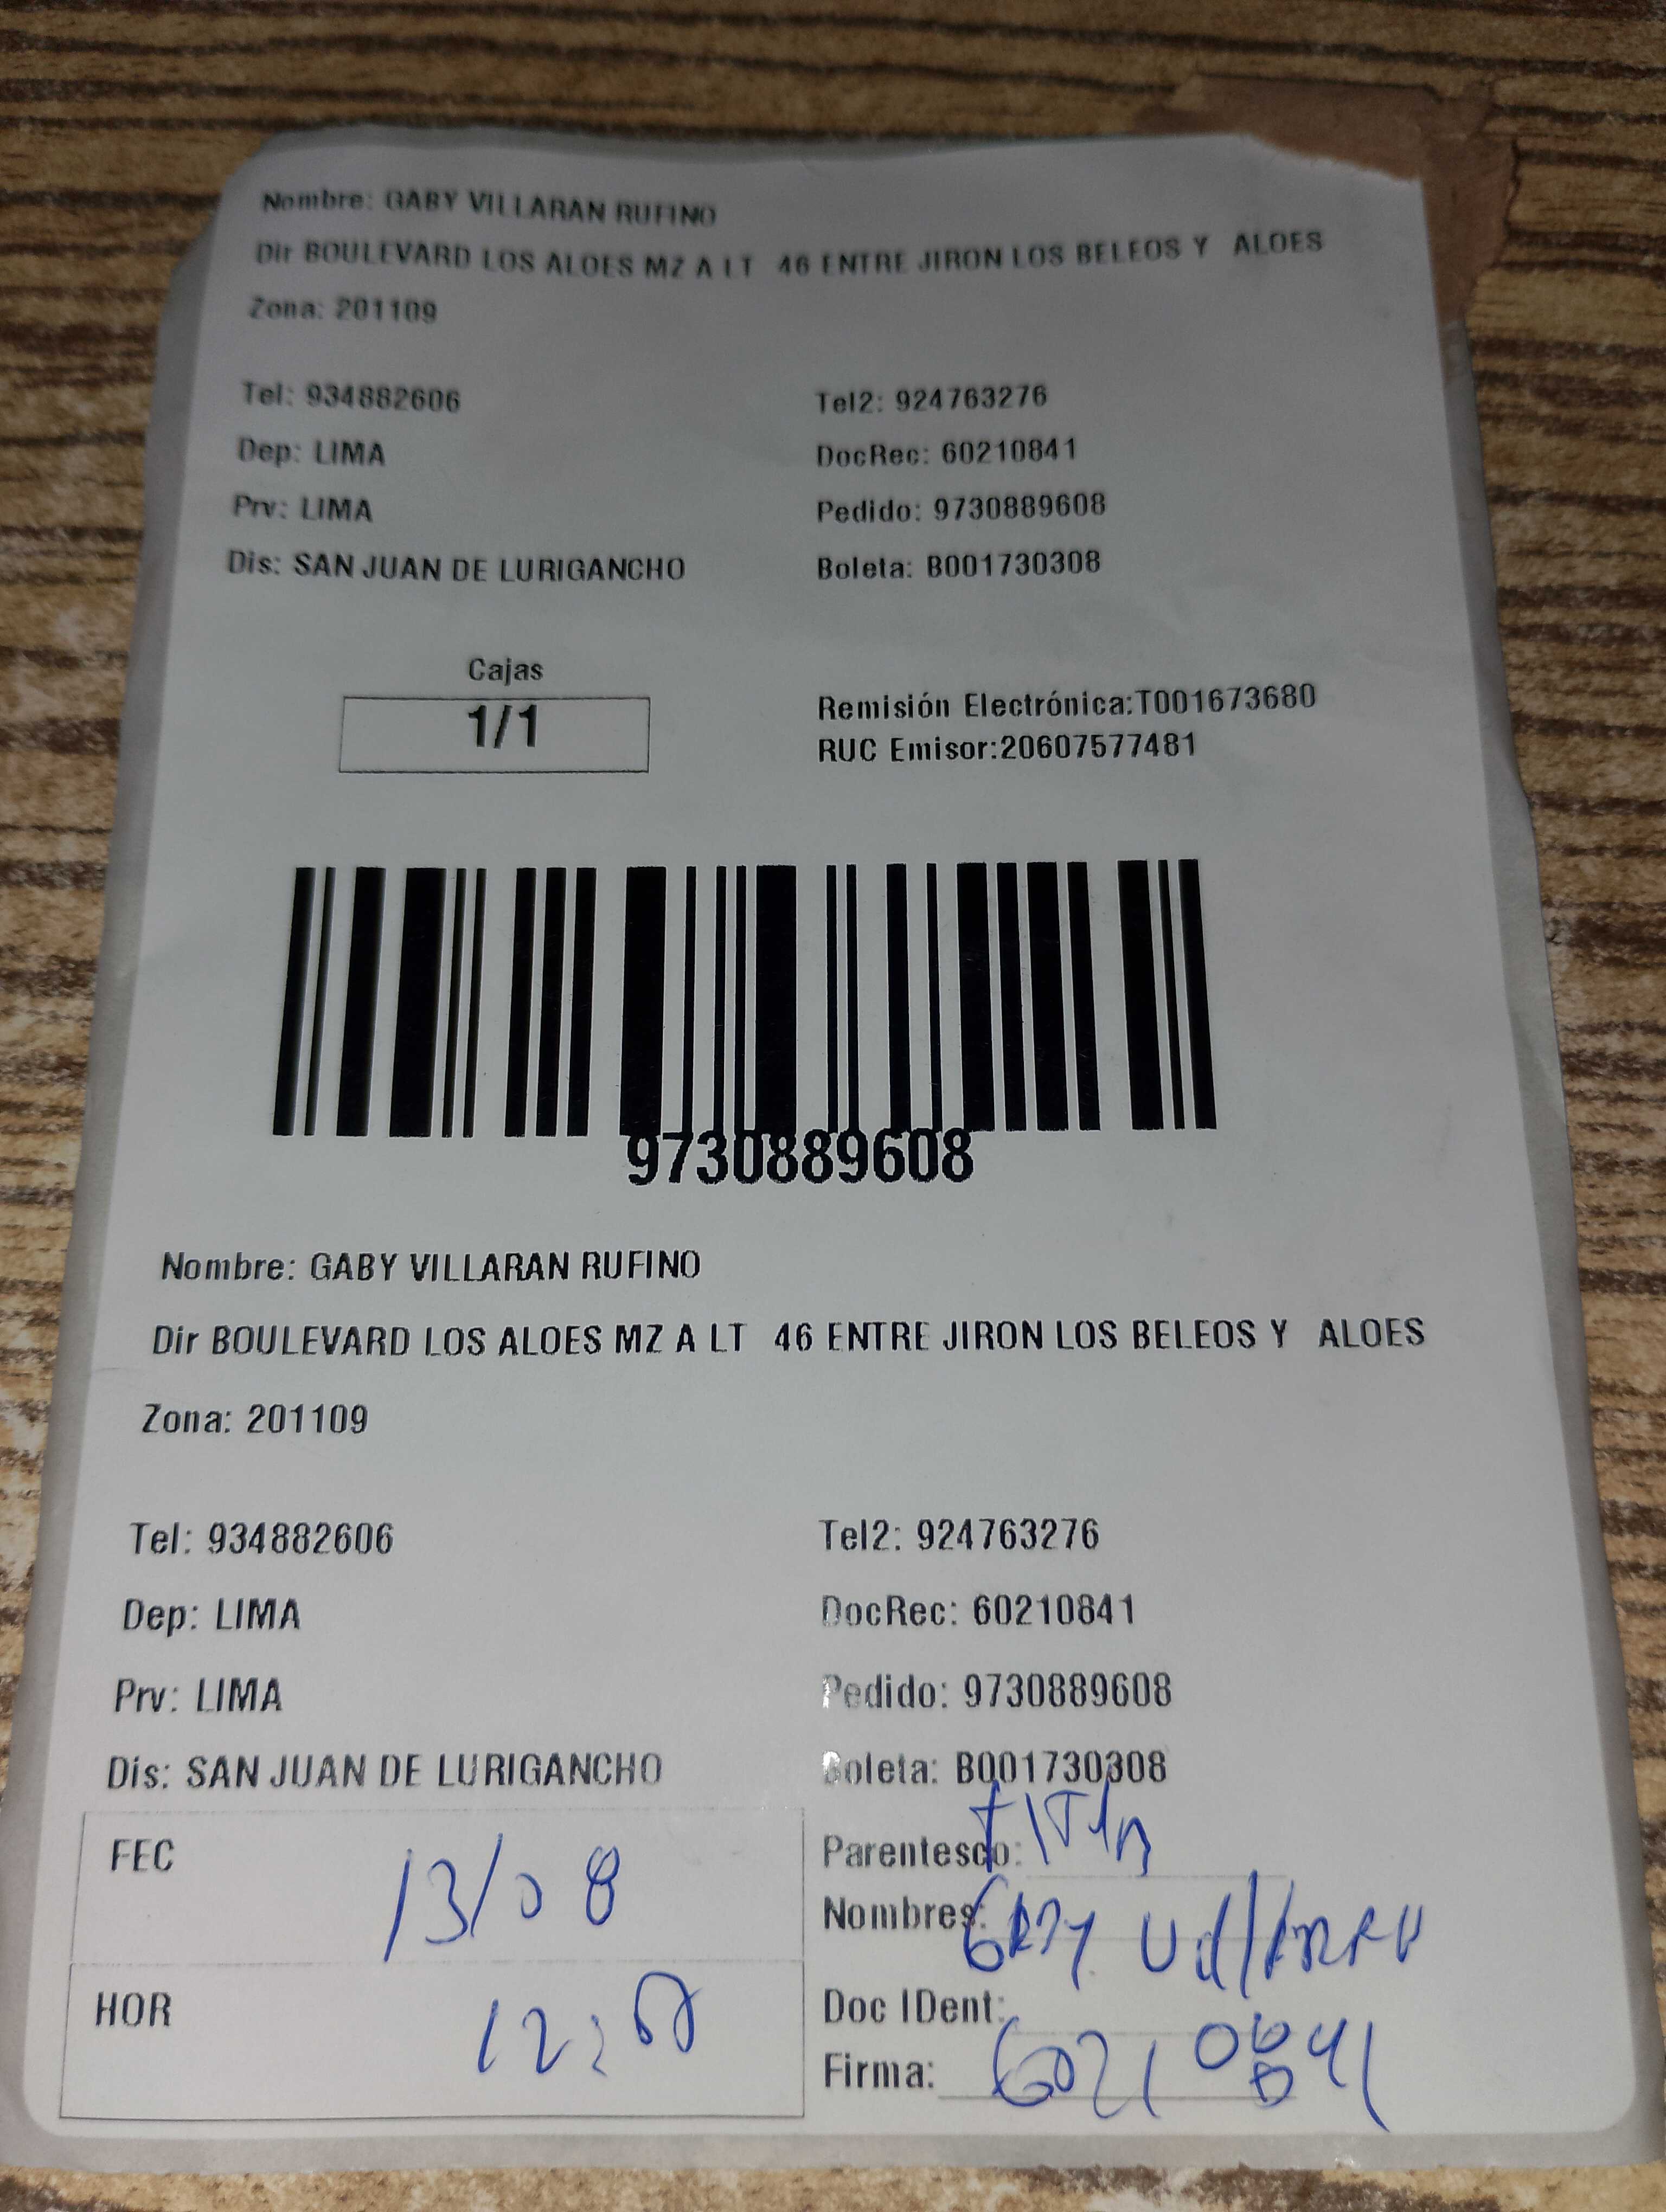 Nombre: GABY VILLARAN RUFINO
Dir BOULEVARD LOS ALOES MZ A LT 46 ENTRE JIRON LOS BELEOS Y ALOES
Zona: 201109
Tel: 934882606 Tel2: 924763276
Dep: LIMA DocRec: 60210841
Prv: LIMA Pedido: 9730889608
Dis: SAN JUAN DE LURIGANCHO Boleta: B001730308
Cajas
1/1
Remisión Electrónica:T001673680
RUC Emisor:20607577481
9730889608
Nombre: GABY VILLARAN RUFINO
Dir BOULEVARD LOS ALOES MZ A LT 46 ENTRE JIRON LOS BELEOS Y ALOES
Zona: 201109
Tel: 934882606 Tel2: 924763276
Dep: LIMA DocRec: 60210841
Prv: LIMA Pedido: 9730889608
Dis: SAN JUAN DE LURIGANCHO Boleta: B001730308
FEC 13/08
HOR
Parentesco:
Nombres:
Doc IDent:
Firma: 60210841